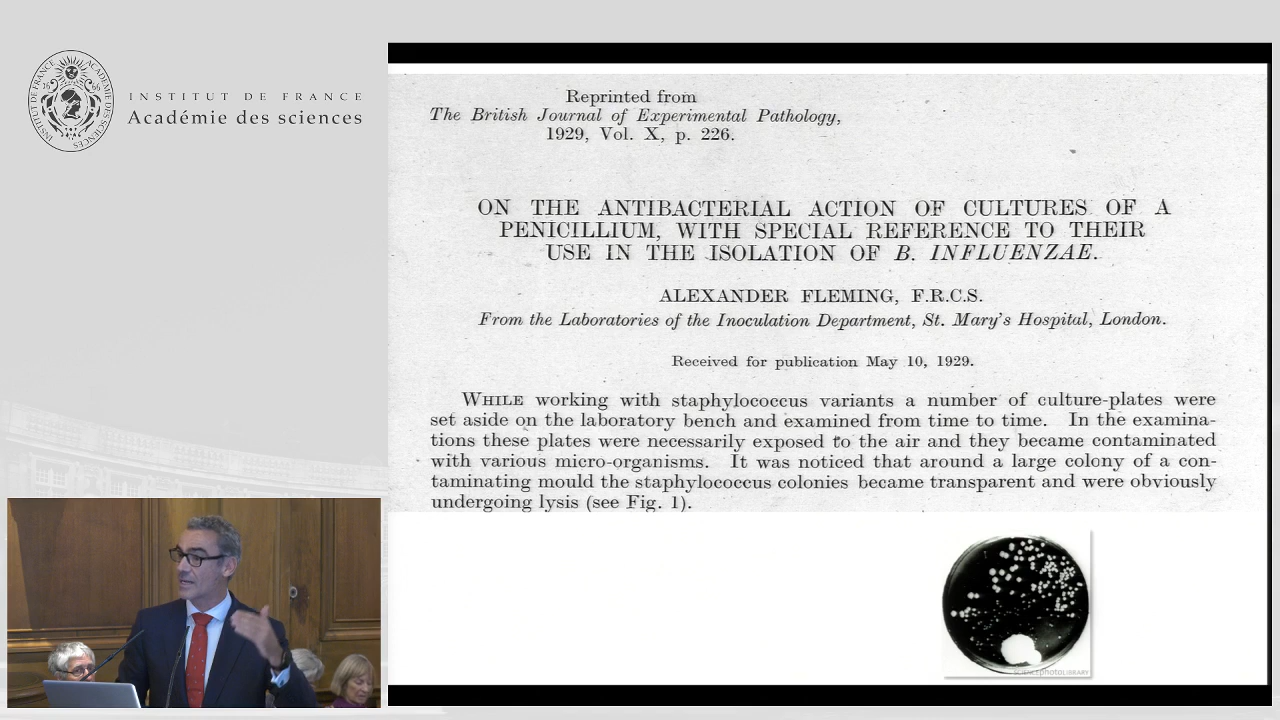 INSTITUT DE FRANCE
Académie des sciences
Reprinted from
The British Journal of Experimental Pathology,
1929, Vol. X, p. 226.
ON THE ANTIBACTERIAL ACTION OF CULTURES OF A
PENICILLIUM, WITH SPECIAL REFERENCE TO THEIR
USE IN THE ISOLATION OF B. INFLUENZAE.
ALEXANDER FLEMING, F.R.C.S.
From the Laboratories of the Inoculation Department, St. Mary's Hospital, London.
Received for publication May 10, 1929.
WHILE working with staphylococcus variants a number of culture-plates were
set aside on the laboratory bench and examined from time to time. In the examina-
tions these plates were necessarily exposed to the air and they became contaminated
with various micro-organisms. It was noticed that around a large colony of a con-
taminating mould the staphylococcus colonies became transparent and were obviously
undergoing lysis (see Fig. 1).
SCIENCEphotoLIBRARY